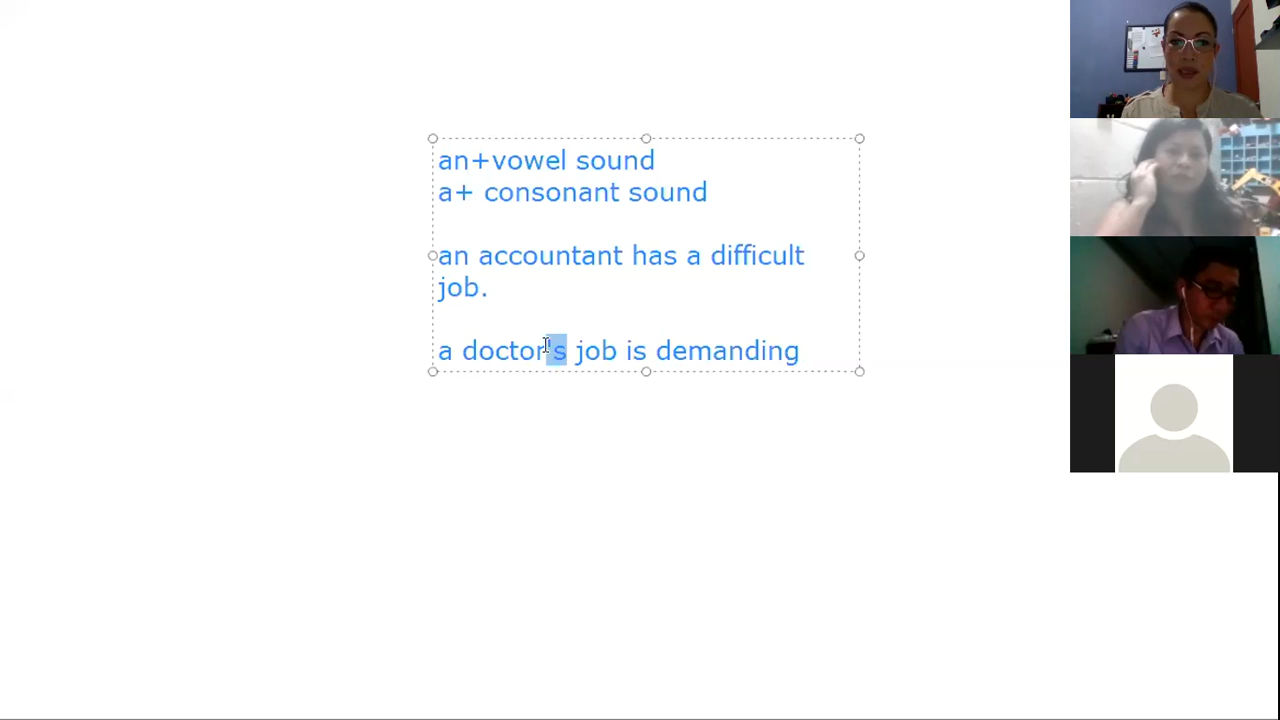 an+vowel sound
a+ consonant sound
an accountant has a difficult
job.
a doctor's job is demanding